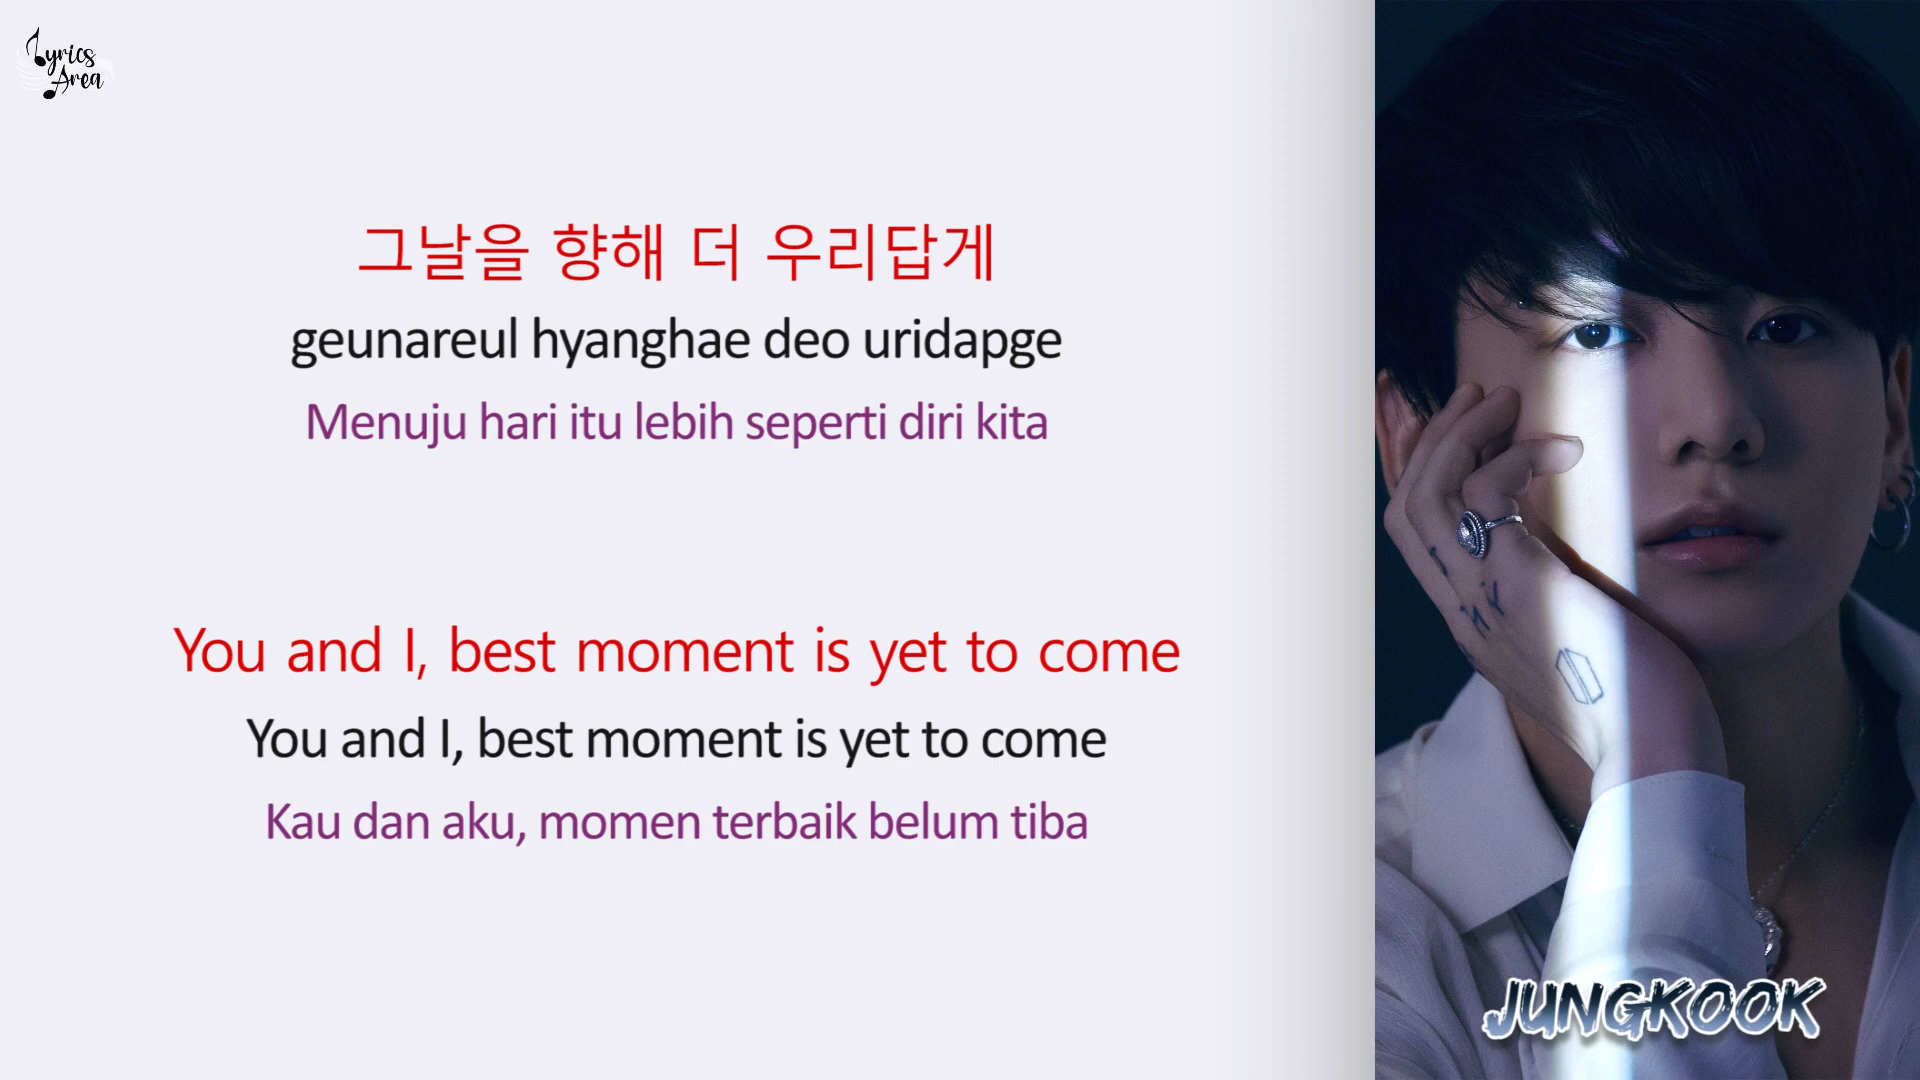 Lyrics
Area
그날을 향해 더 우리답게
geunareul hyanghae deo uridapge
Menuju hari itu lebih seperti diri kita
You and I, best moment is yet to come
You and I, best moment is yet to come
Kau dan aku, momen terbaik belum tiba
JUNGKOOK